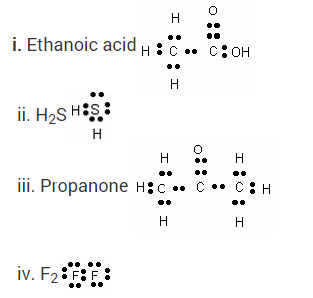 H O
i. Ethanoic acid H C C OH
H
ii. H₂S H S
H
O
H H
iii. Propanone H C C C H
H H
iv. F₂ F F